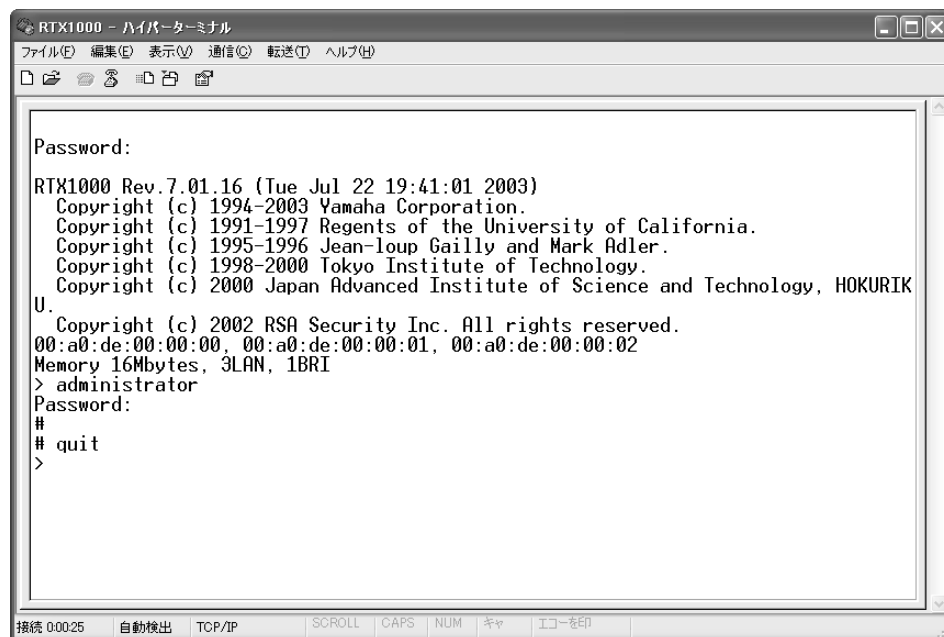 RTX1000 - ハイパーターミナル
ファイル(F) 編集(E) 表示(V) 通信(C) 転送(T) ヘルプ(H)
Password:
RTX1000 Rev.7.01.16 (Tue Jul 22 19:41:01 2003)
Copyright (c) 1994-2003 Yamaha Corporation.
Copyright (c) 1991-1997 Regents of the University of California.
Copyright (c) 1995-1996 Jean-loup Gailly and Mark Adler.
Copyright (c) 1998-2000 Tokyo Institute of Technology.
Copyright (c) 2000 Japan Advanced Institute of Science and Technology, HOKURIK
U.
Copyright (c) 2002 RSA Security Inc. All rights reserved.
00:a0:de:00:00:00, 00:a0:de:00:00:01, 00:a0:de:00:00:02
Memory 16Mbytes, 3LAN, 1BRI
> administrator
Password:
#
# quit
>
接続 0:00:25 自動検出 TCP/IP SCROLL CAPS NUM キャ エコーを印